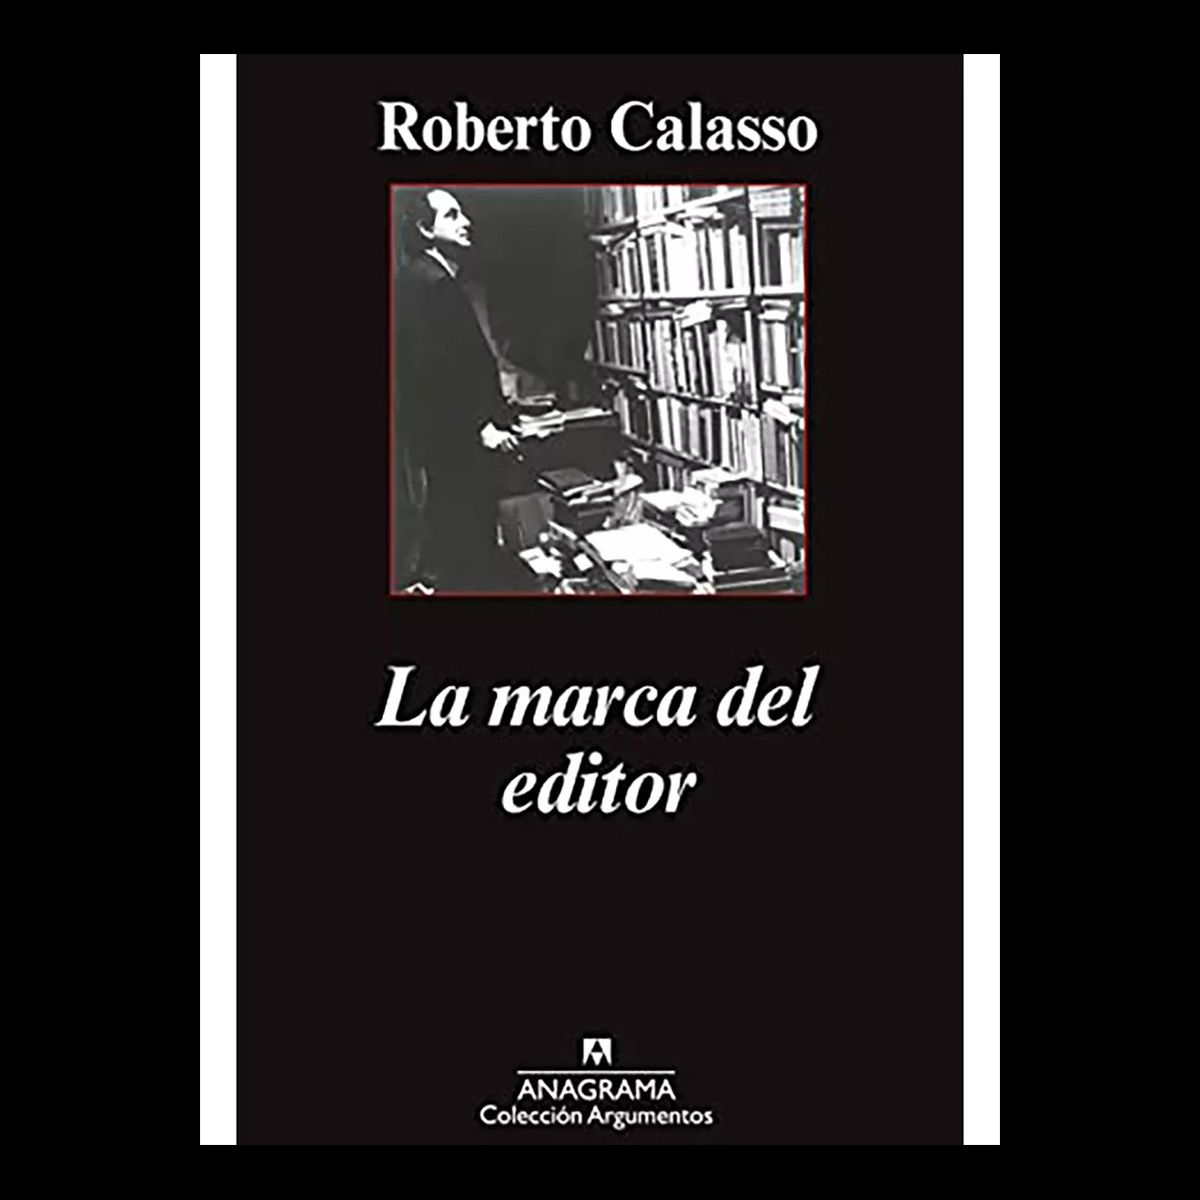 Roberto Calasso
La marca del
editor
ANAGRAMA
Colección Argumentos